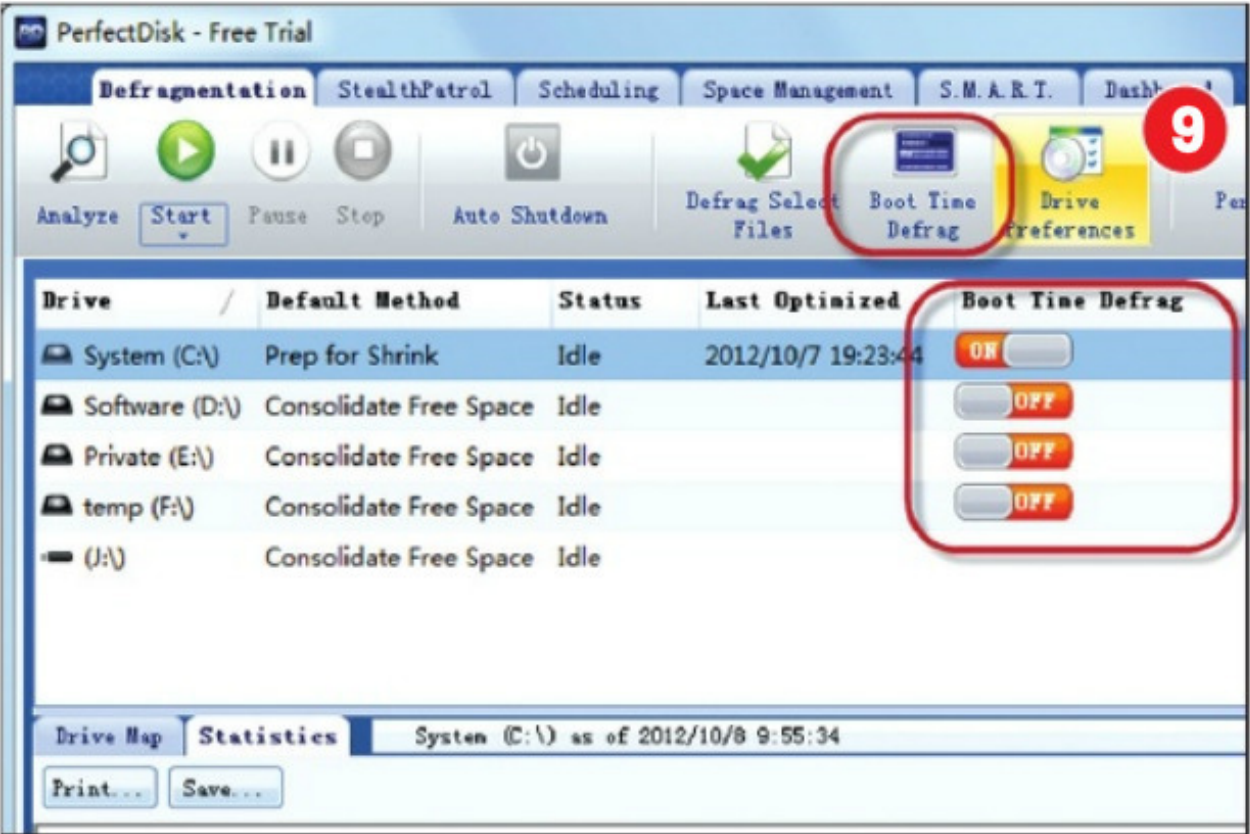 PerfectDisk - Free Trial
Defragmentation StealthPatrol Scheduling Space Management S.M.A.R.T.
9
Analyze Start Pause Stop Auto Shutdown Defrag Select Files Boot Time Defrag Drive Preferences
Drive / Default Method Status Last Optimized Boot Time Defrag
System (C:\) Prep for Shrink Idle 2012/10/7 19:23:44 ON
Software (D:\) Consolidate Free Space Idle OFF
Private (E:\) Consolidate Free Space Idle OFF
temp (F:\) Consolidate Free Space Idle OFF
(J:\) Consolidate Free Space Idle
Drive Map Statistics System (C:\) as of 2012/10/8 9:55:34
Print... Save...